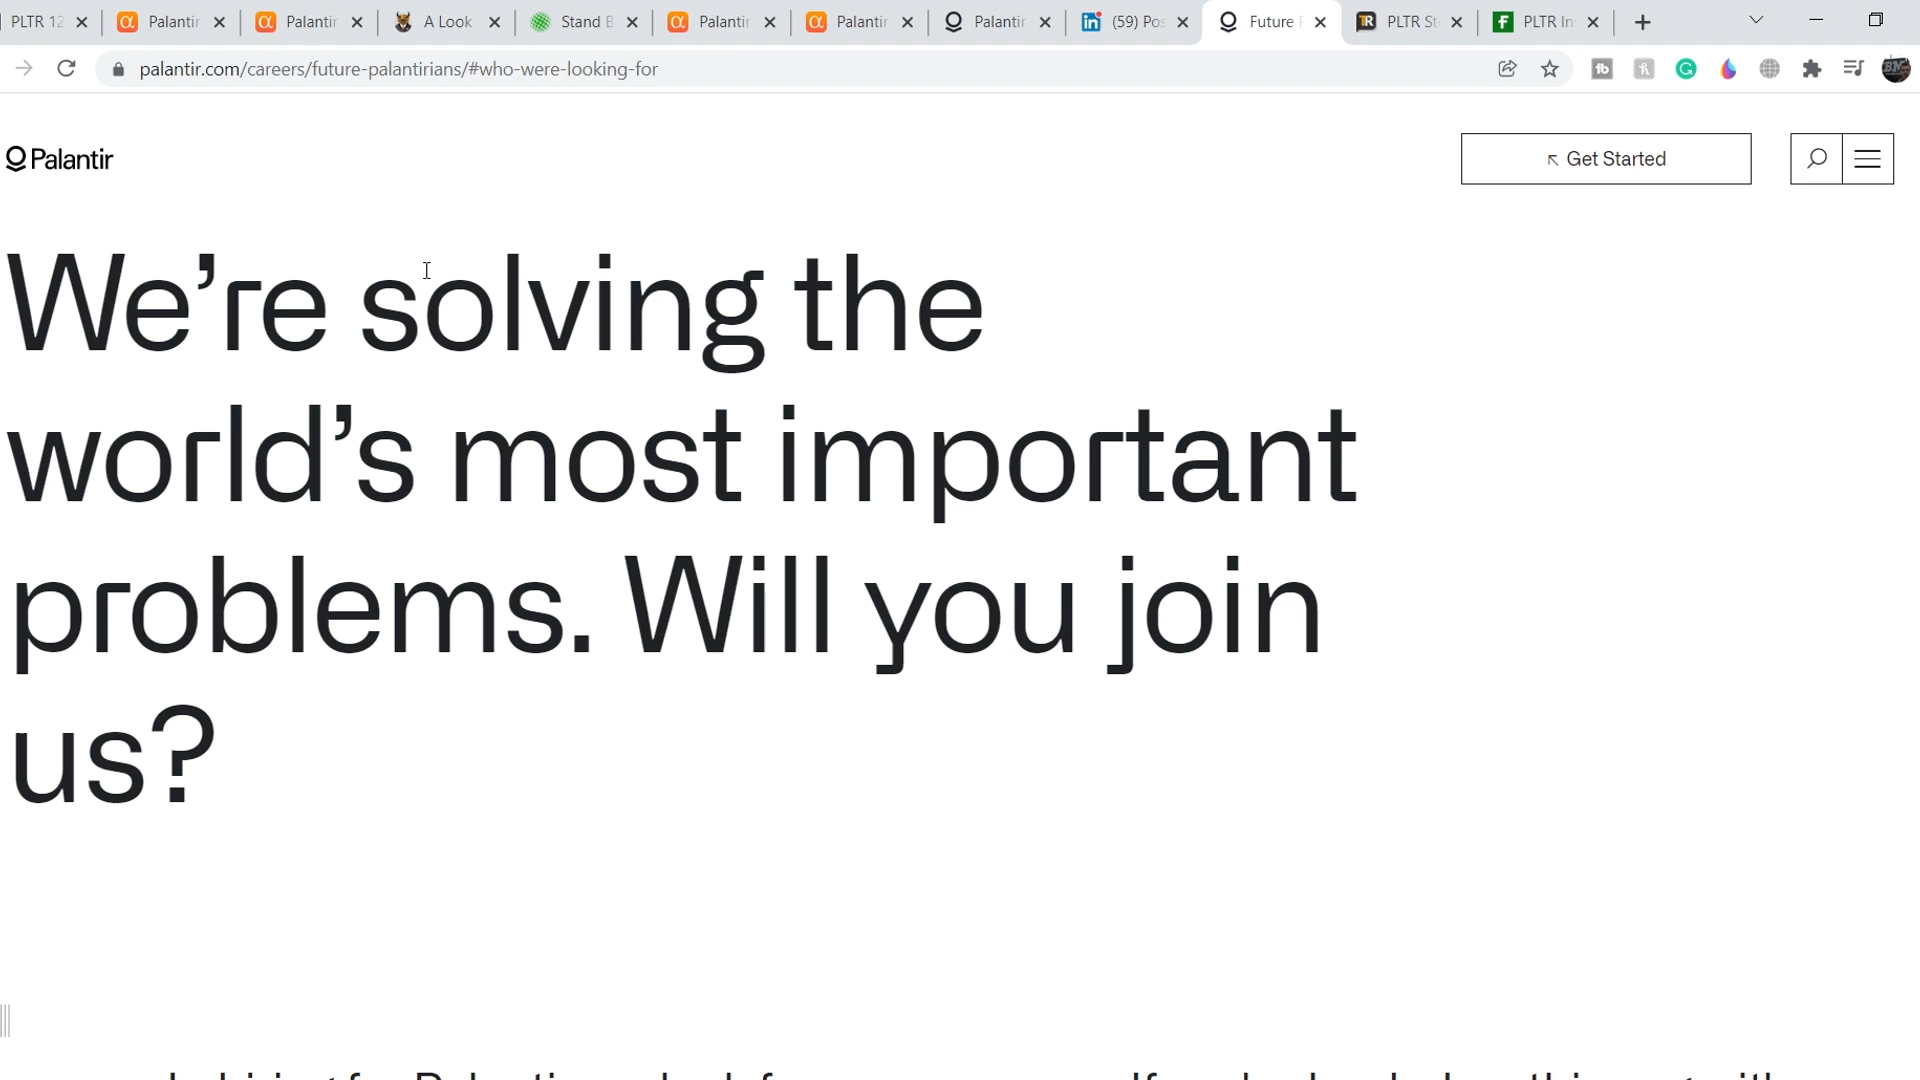 PLTR 12 Palantir Palantir A Look Stand B Palantir Palantir Palantir (59) Pos Future PLTR St PLTR In
palantir.com/careers/future-palantirians/#who-were-looking-for
Palantir Get Started
We're solving the
world's most important
problems. Will you join
us?